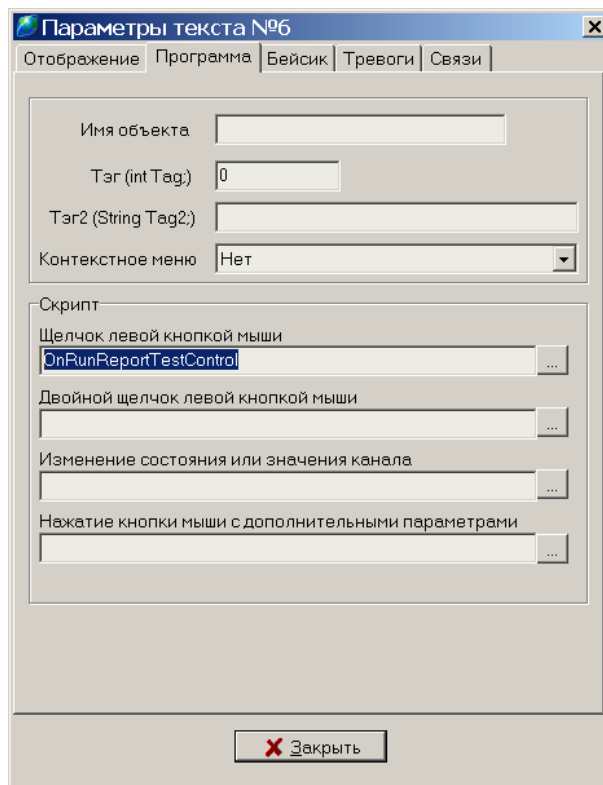 Параметры текста №6
Отображение Программа Бейсик Тревоги Связи
Имя объекта
Тэг (int Tag;) 0
Тэг2 (String Tag2;)
Контекстное меню Нет
Скрипт
Щелчок левой кнопкой мыши
OnRunReportTestControl ...
Двойной щелчок левой кнопкой мыши
...
Изменение состояния или значения канала
...
Нажатие кнопки мыши с дополнительными параметрами
...
Закрыть